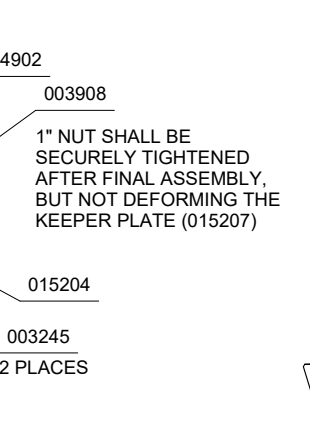 4902
003908
1" NUT SHALL BE
SECURELY TIGHTENED
AFTER FINAL ASSEMBLY,
BUT NOT DEFORMING THE
KEEPER PLATE (015207)
015204
003245
2 PLACES